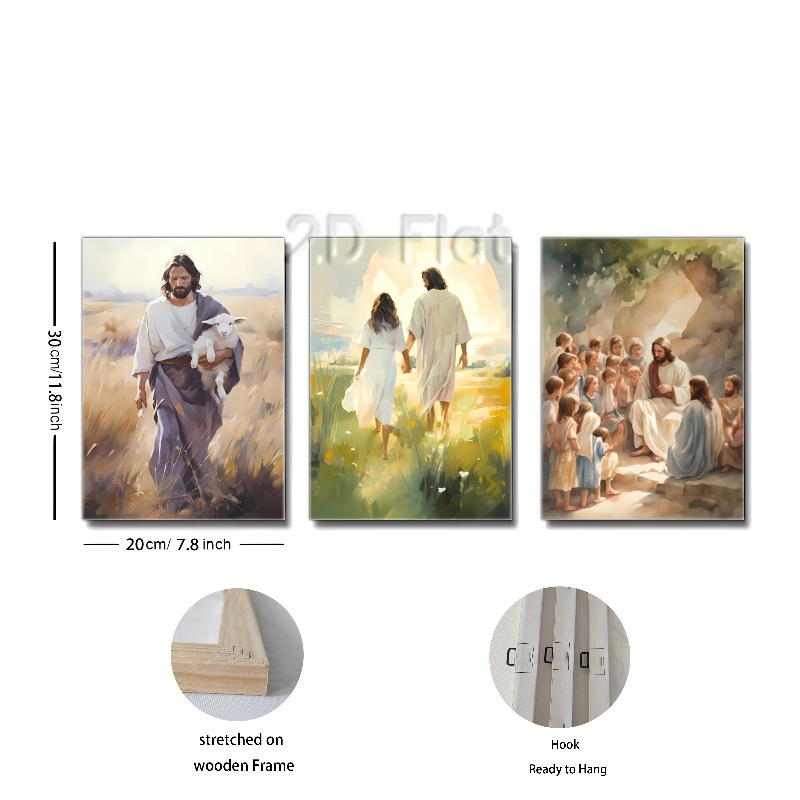 2D Flat
30cm/11.8inch
20cm/ 7.8 inch
stretched on
wooden Frame
Hook
Ready to Hang